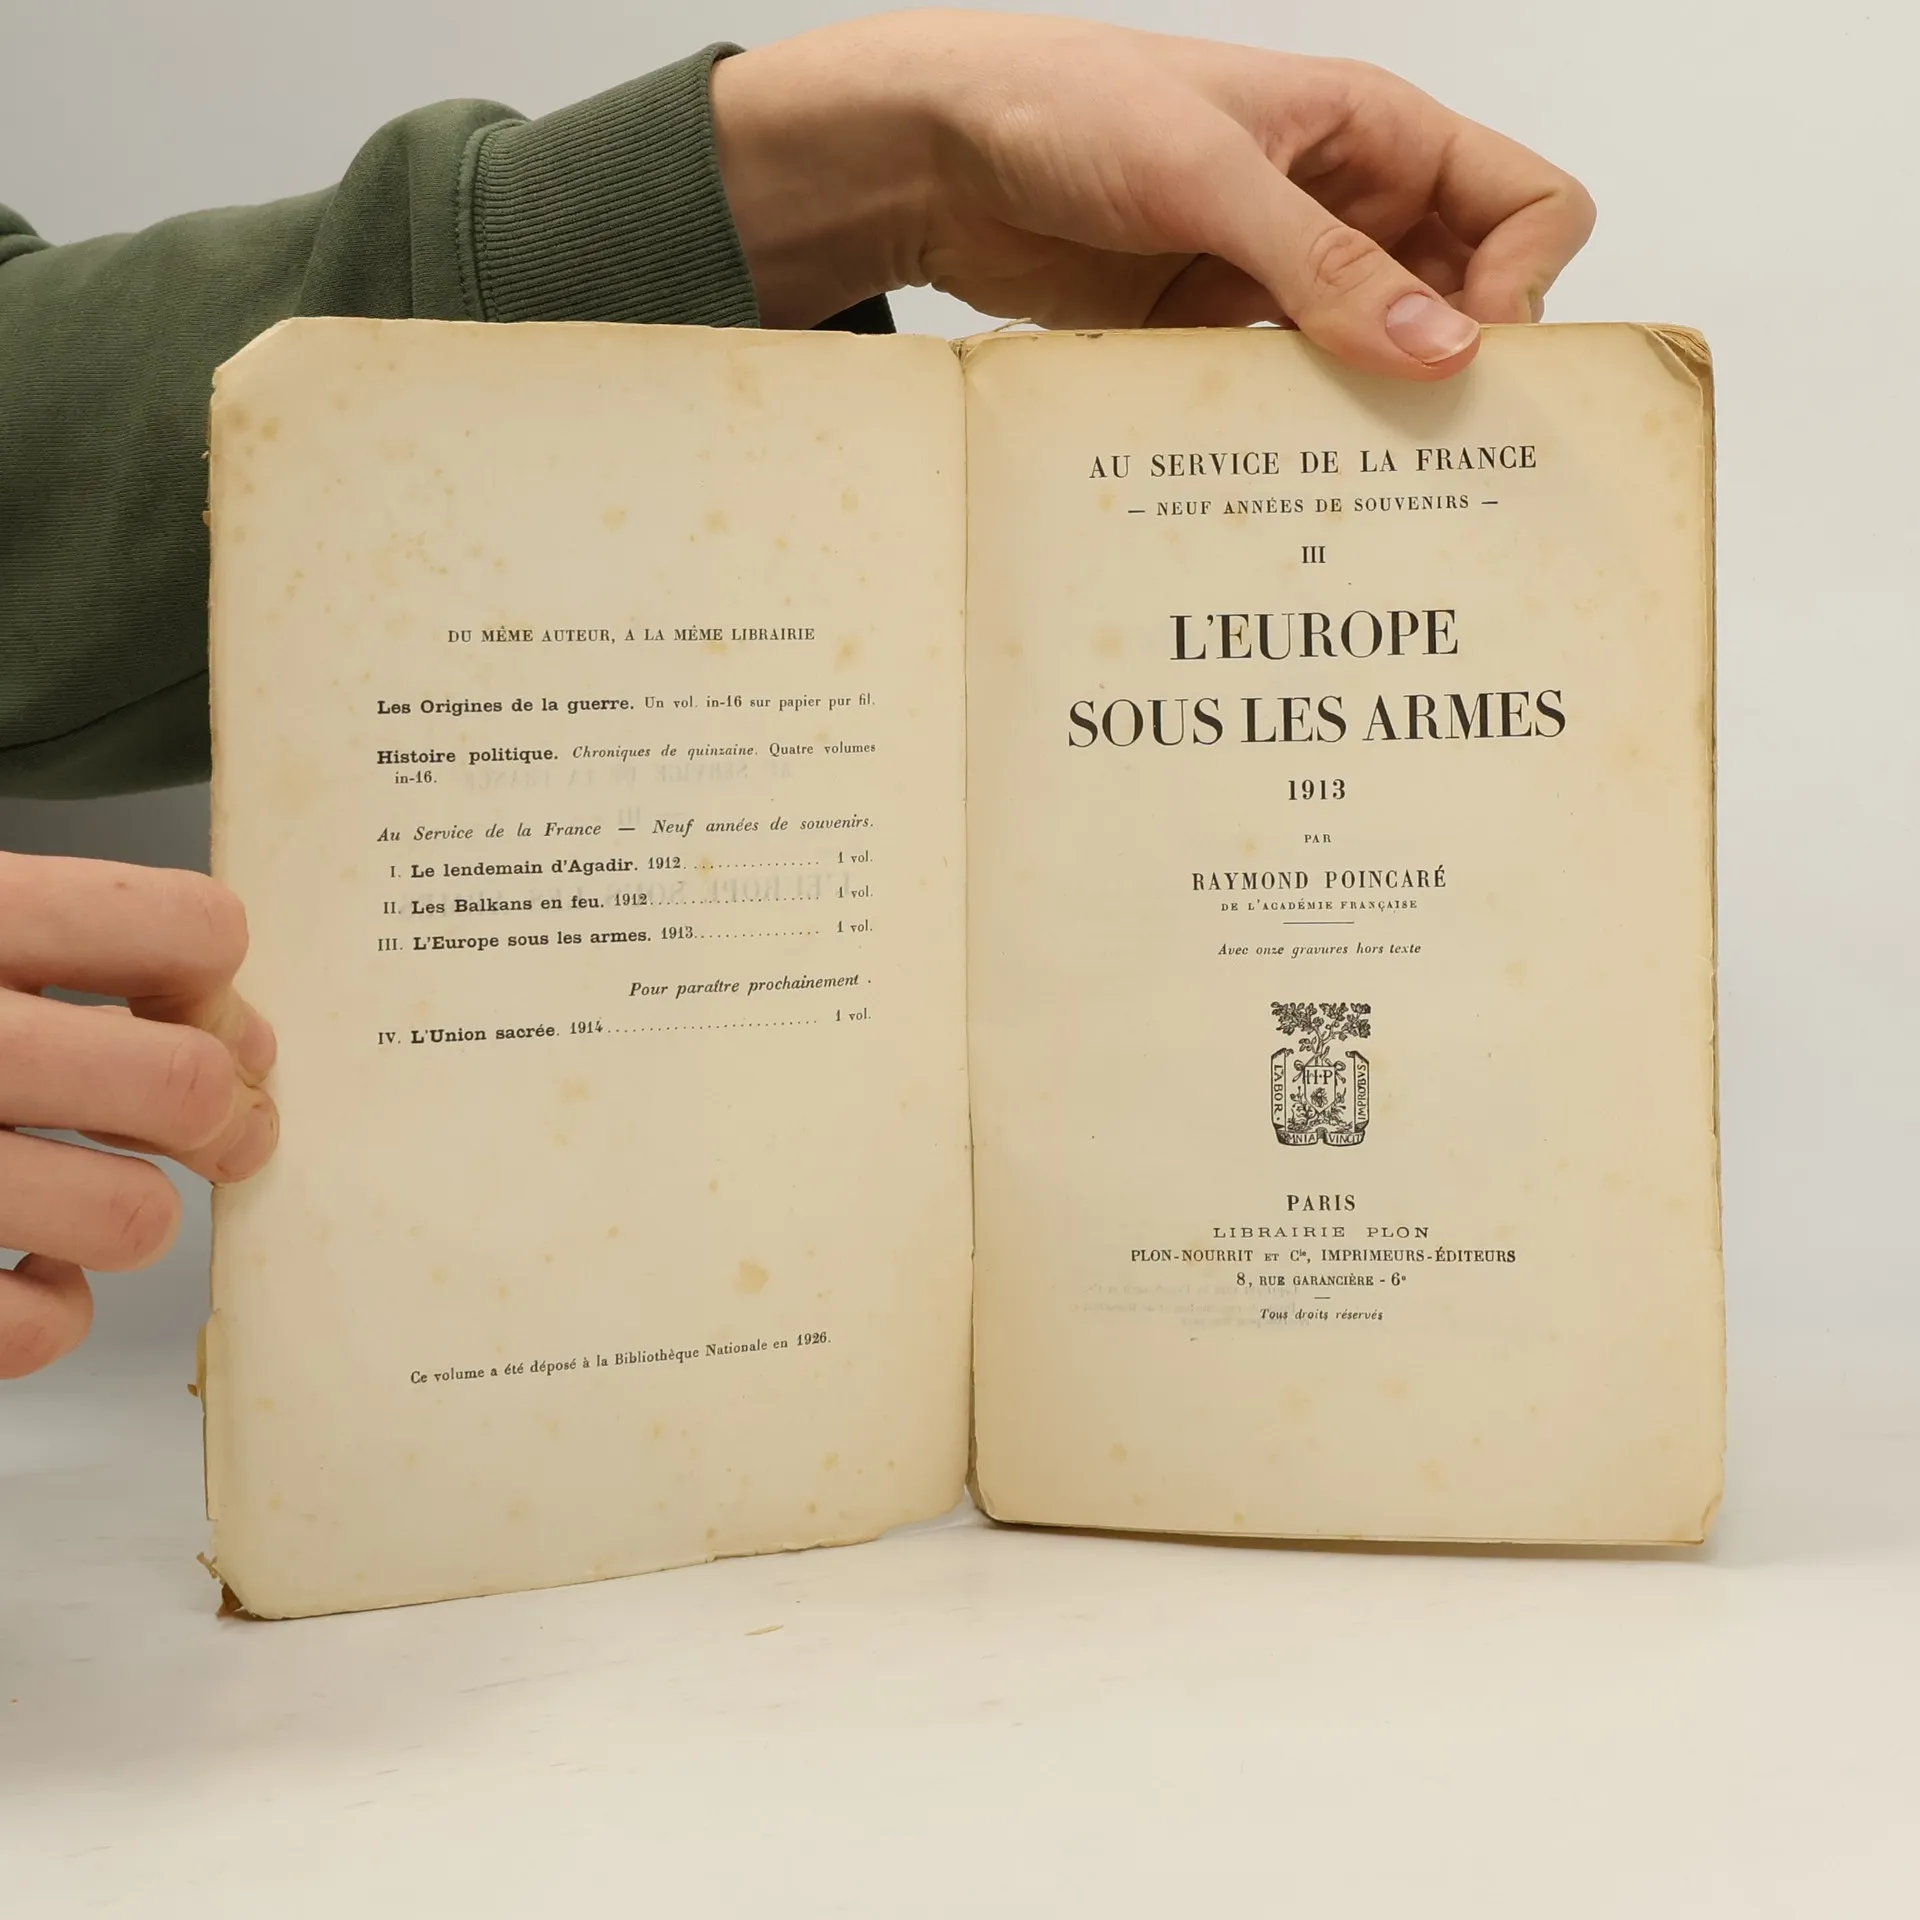 DU MÊME AUTEUR, A LA MÊME LIBRAIRIE
Les Origines de la guerre. Un vol. in-16 sur papier pur fil.
Histoire politique. Chroniques de quinzaine. Quatre volumes
in-16.
Au Service de la France — Neuf années de souvenirs.
I. Le lendemain d'Agadir. 1912. ............... 1 vol.
II. Les Balkans en feu. 1912.................... 1 vol.
III. L'Europe sous les armes. 1913................ 1 vol.
Pour paraître prochainement .
IV. L'Union sacrée. 1914.......................... 1 vol.
Ce volume a été déposé à la Bibliothèque Nationale en 1926.
AU SERVICE DE LA FRANCE
— NEUF ANNÉES DE SOUVENIRS —
III
L'EUROPE
SOUS LES ARMES
1913
PAR
RAYMOND POINCARÉ
DE L'ACADÉMIE FRANÇAISE
Avec onze gravures hors texte
LABOR
H·P
IMPROBVS
OMNIA VINCIT
PARIS
LIBRAIRIE PLON
PLON-NOURRIT ET Cie, IMPRIMEURS-ÉDITEURS
8, RUE GARANCIÈRE - 6e
Tous droits réservés